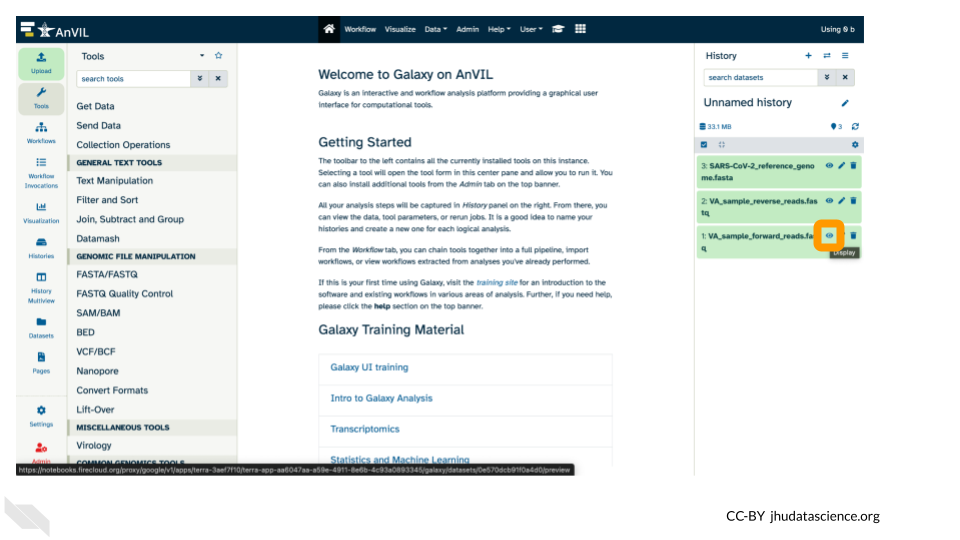 AnVIL
Workflow Visualize Data Admin Help User
Using 0 b
Upload
Tools
Workflows
Workflow
Invocations
Visualization
Histories
History
Multiview
Datasets
Pages
Settings
Admin
Tools
search tools
Get Data
Send Data
Collection Operations
GENERAL TEXT TOOLS
Text Manipulation
Filter and Sort
Join, Subtract and Group
Datamash
GENOMIC FILE MANIPULATION
FASTA/FASTQ
FASTQ Quality Control
SAM/BAM
BED
VCF/BCF
Nanopore
Convert Formats
Lift-Over
MISCELLANEOUS TOOLS
Virology
COMMON GENOMICS TOOLS
Welcome to Galaxy on AnVIL
Galaxy is an interactive and workflow analysis platform providing a graphical user
interface for computational tools.
Getting Started
The toolbar to the left contains all the currently installed tools on this instance.
Selecting a tool will open the tool form in this center pane and allow you to run it. You
can also install additional tools from the Admin tab on the top banner.
All your analysis steps will be captured in History panel on the right. From there, you
can view the data, tool parameters, or rerun jobs. It is a good idea to name your
histories and create a new one for each logical analysis.
From the Workflow tab, you can chain tools together into a full pipeline, import
workflows, or view workflows extracted from analyses you've already performed.
If this is your first time using Galaxy, visit the training site for an introduction to the
software and existing workflows in various areas of analysis. Further, if you need help,
please click the help section on the top banner.
Galaxy Training Material
Galaxy UI training
Intro to Galaxy Analysis
Transcriptomics
Statistics and Machine Learning
History
search datasets
Unnamed history
33.1 MB
3
3: SARS-CoV-2_reference_geno
me.fasta
2: VA_sample_reverse_reads.fas
tq
1: VA_sample_forward_reads.fa
q
Display
https://notebooks.firecloud.org/proxy/google/v1/apps/terra-3aef7f10/terra-app-aa6047aa-a59e-4911-8e6b-4c93a0893345/galaxy/datasets/0e570dcb91f0a4d0/preview
CC-BY jhudatascience.org